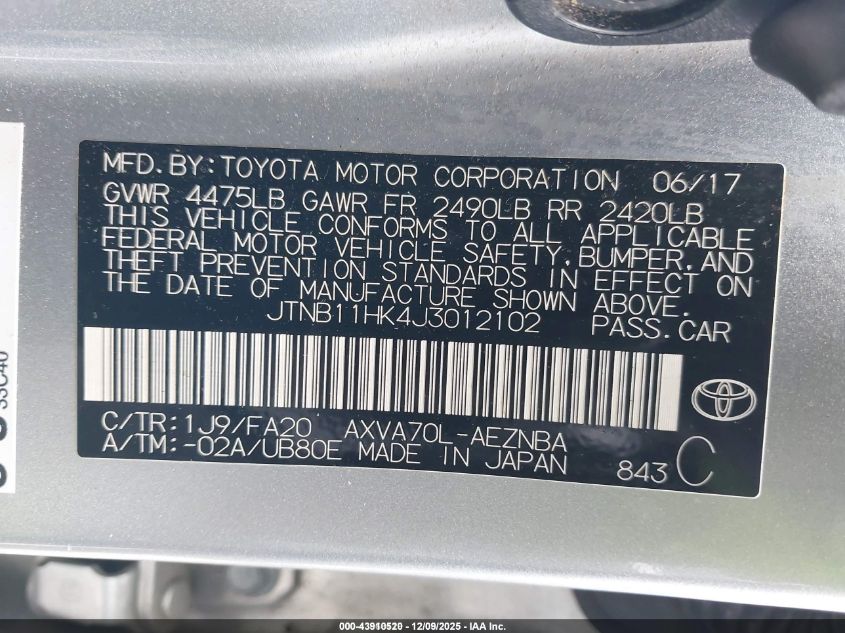 MFD.BY:TOYOTA MOTOR CORPORATION 06/17
GVWR 4475LB GAWR FR 2490LB RR 2420LB
THIS VEHICLE CONFORMS TO ALL APPLICABLE
FEDERAL MOTOR VEHICLE SAFETY,BUMPER,AND
THEFT PREVENTION STANDARDS IN EFFECT ON
THE DATE OF MANUFACTURE SHOWN ABOVE.
JTNB11HK4J3012102 PASS.CAR
C/TR:1J9/FA20 AXVA70L-AEZNBA
A/TM:-02A/UB80E MADE IN JAPAN 843 C
33C40
000-43910520 - 12/09/2025 - IAA Inc.